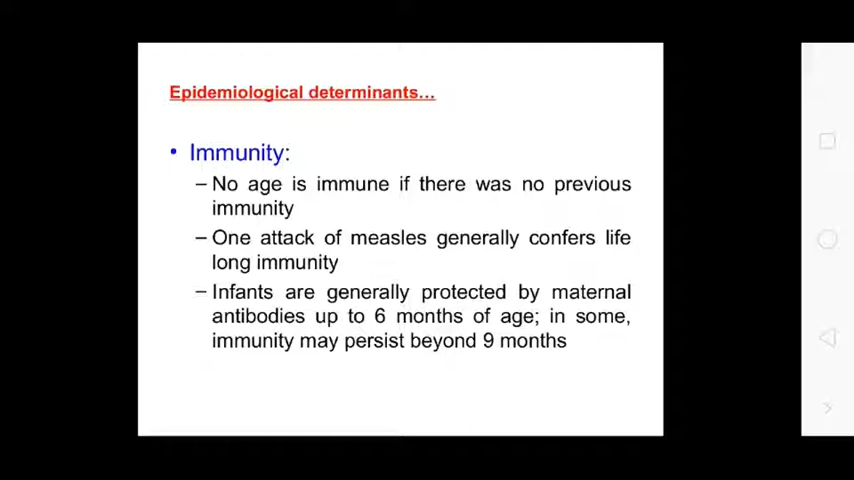 Epidemiological determinants...
• Immunity:
– No age is immune if there was no previous
immunity
– One attack of measles generally confers life
long immunity
– Infants are generally protected by maternal
antibodies up to 6 months of age; in some,
immunity may persist beyond 9 months